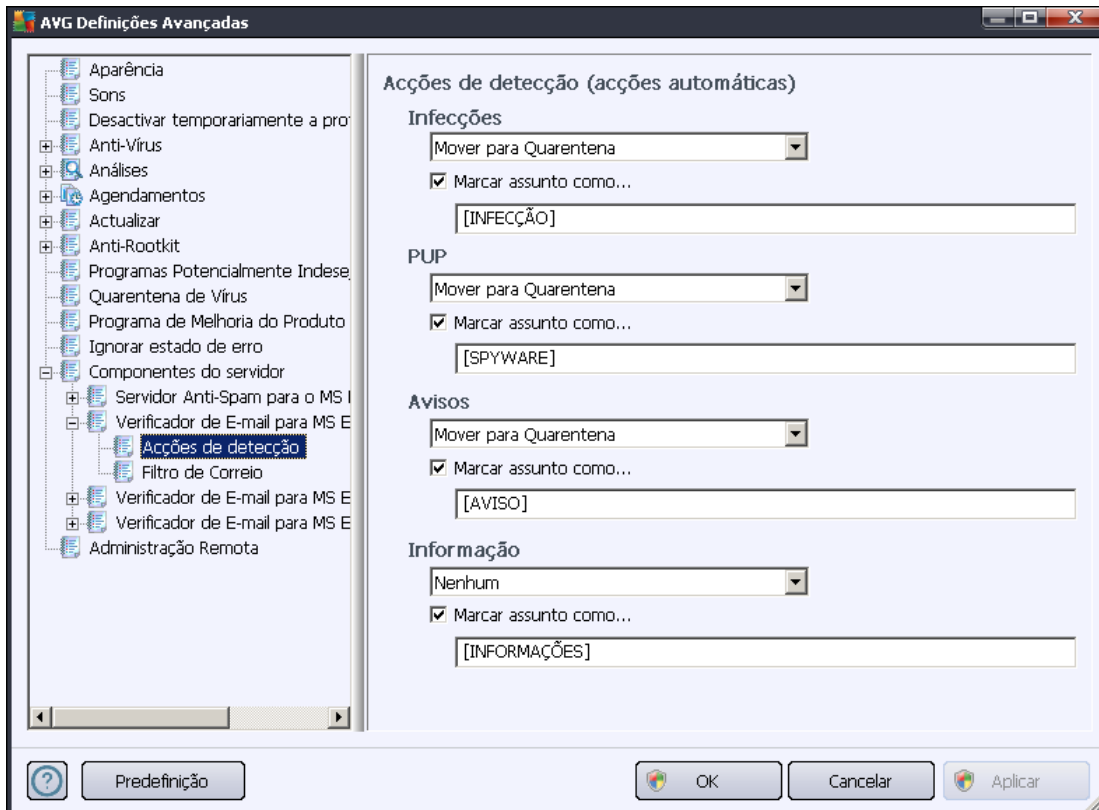 AVG Definições Avançadas
Aparência
Sons
Desactivar temporariamente a pro
Anti-Vírus
Análises
Agendamentos
Actualizar
Anti-Rootkit
Programas Potencialmente Indese
Quarentena de Vírus
Programa de Melhoria do Produto
Ignorar estado de erro
Componentes do servidor
Servidor Anti-Spam para o MS
Verificador de E-mail para MS E
Acções de detecção
Filtro de Correio
Verificador de E-mail para MS E
Verificador de E-mail para MS E
Administração Remota
Acções de detecção (acções automáticas)
Infecções
Mover para Quarentena
Marcar assunto como...
[INFECÇÃO]
PUP
Mover para Quarentena
Marcar assunto como...
[SPYWARE]
Avisos
Mover para Quarentena
Marcar assunto como...
[AVISO]
Informação
Nenhum
Marcar assunto como...
[INFORMAÇÕES]
Predefinição
OK
Cancelar
Aplicar